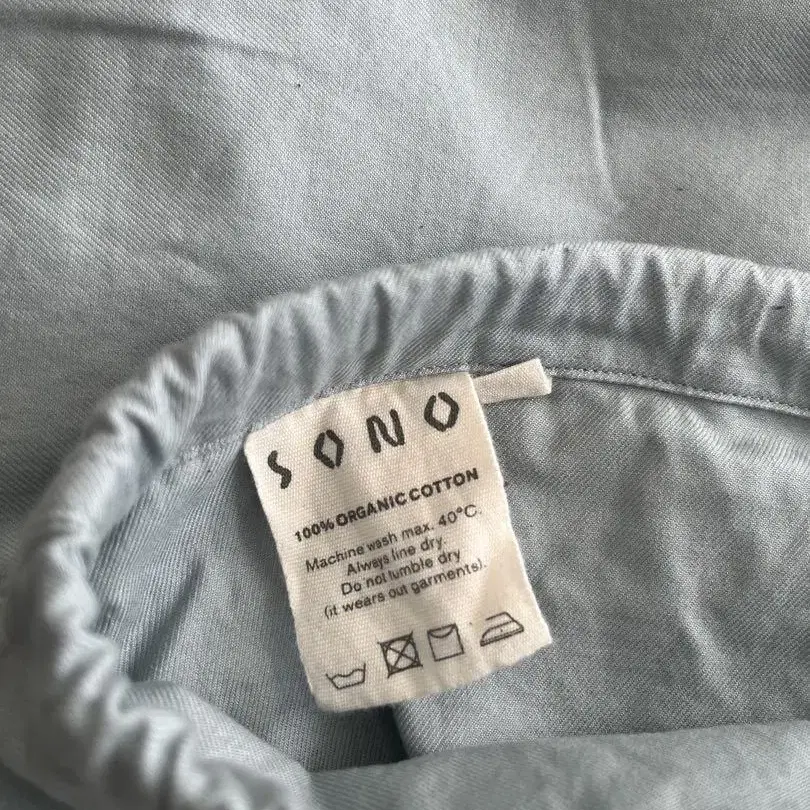 SONO
100% ORGANIC COTTON
Machine wash max. 40°C.
Always line dry.
Do not tumble dry
(it wears out garments).